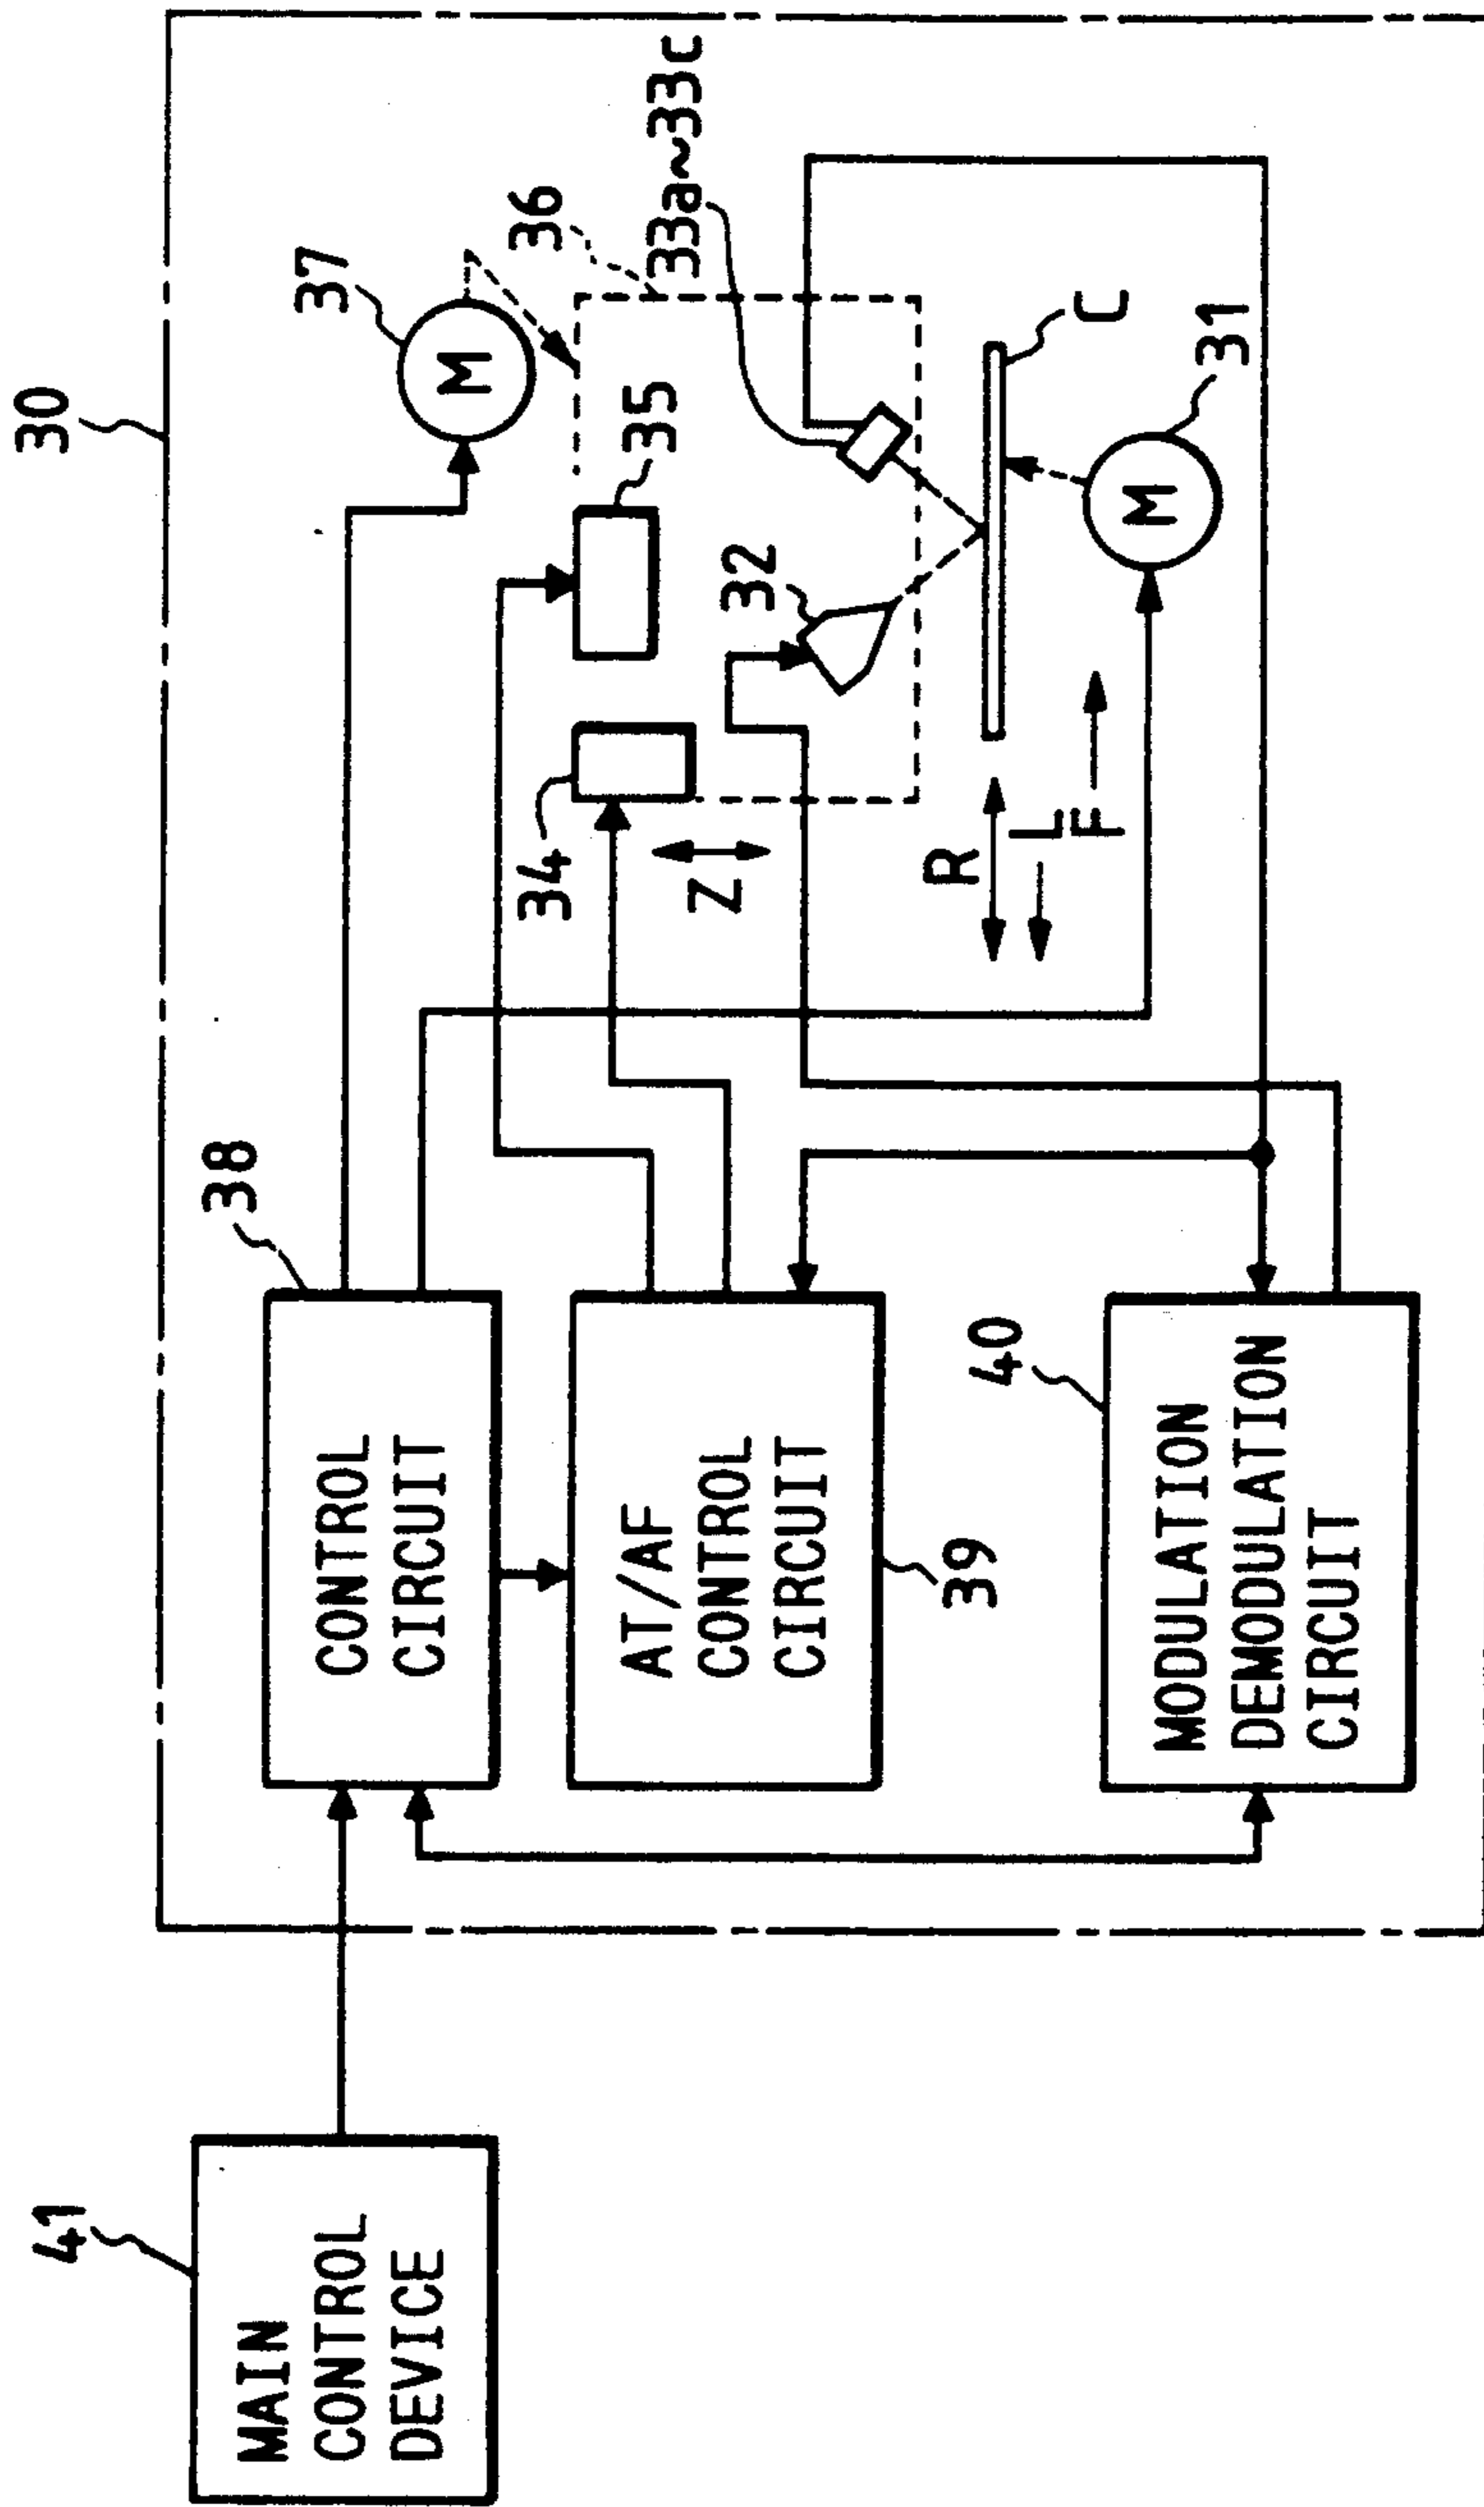 30
37
M
36
33a~33c
35
34
32
Z
R
L
F
C
31
M
38
CONTROL
CIRCUIT
AT/AF
CONTROL
CIRCUIT
39
40
MODULATION
DEMODULATION
CIRCUIT
41
MAIN
CONTROL
DEVICE